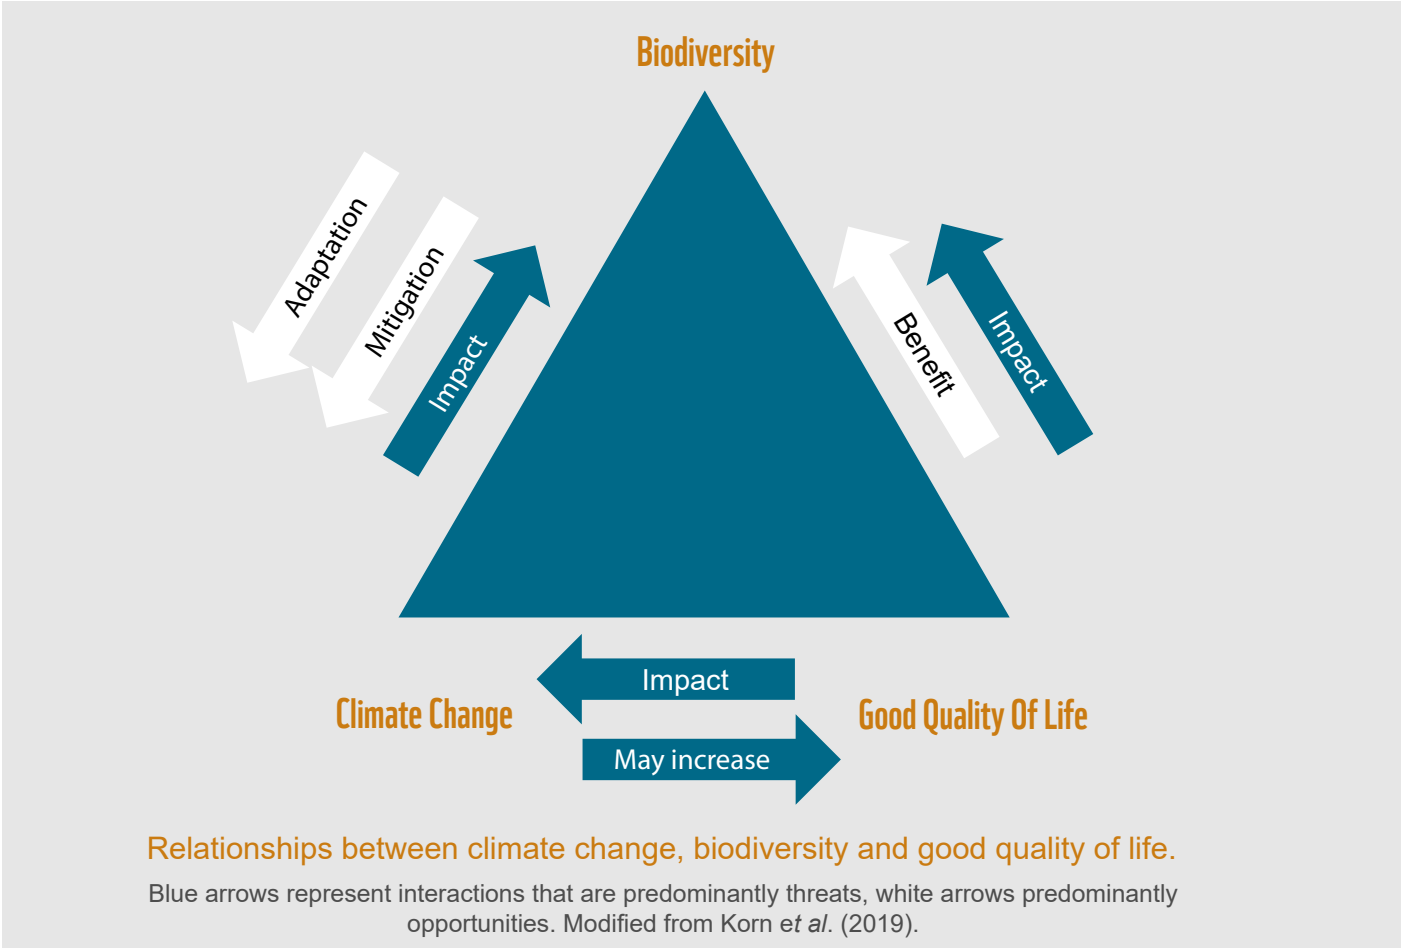 Biodiversity
Adaptation
Mitigation
Impact
Benefit
Impact
Impact
Climate Change
Good Quality Of Life
May increase
Relationships between climate change, biodiversity and good quality of life.
Blue arrows represent interactions that are predominantly threats, white arrows predominantly
opportunities. Modified from Korn et al. (2019).